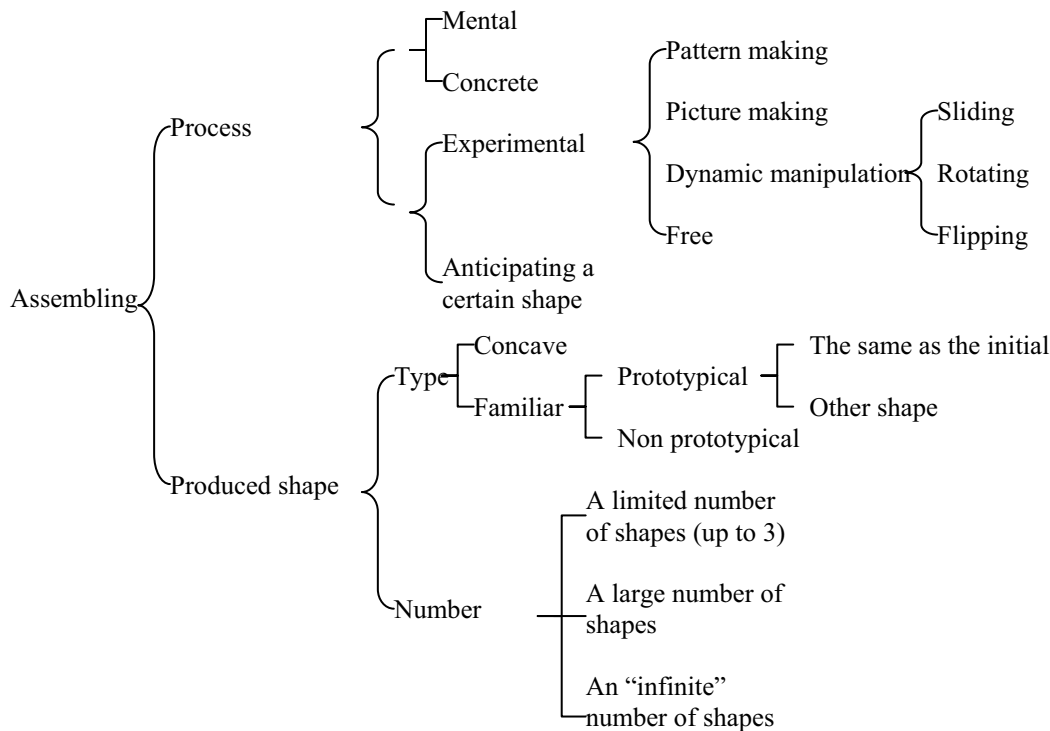 Mental
Concrete
Process
Experimental
Anticipating a
certain shape
Pattern making
Picture making
Dynamic manipulation
Free
Sliding
Rotating
Flipping
Assembling
Produced shape
Type
Concave
Familiar
Prototypical
Non prototypical
The same as the initial
Other shape
Number
A limited number
of shapes (up to 3)
A large number of
shapes
An “infinite”
number of shapes